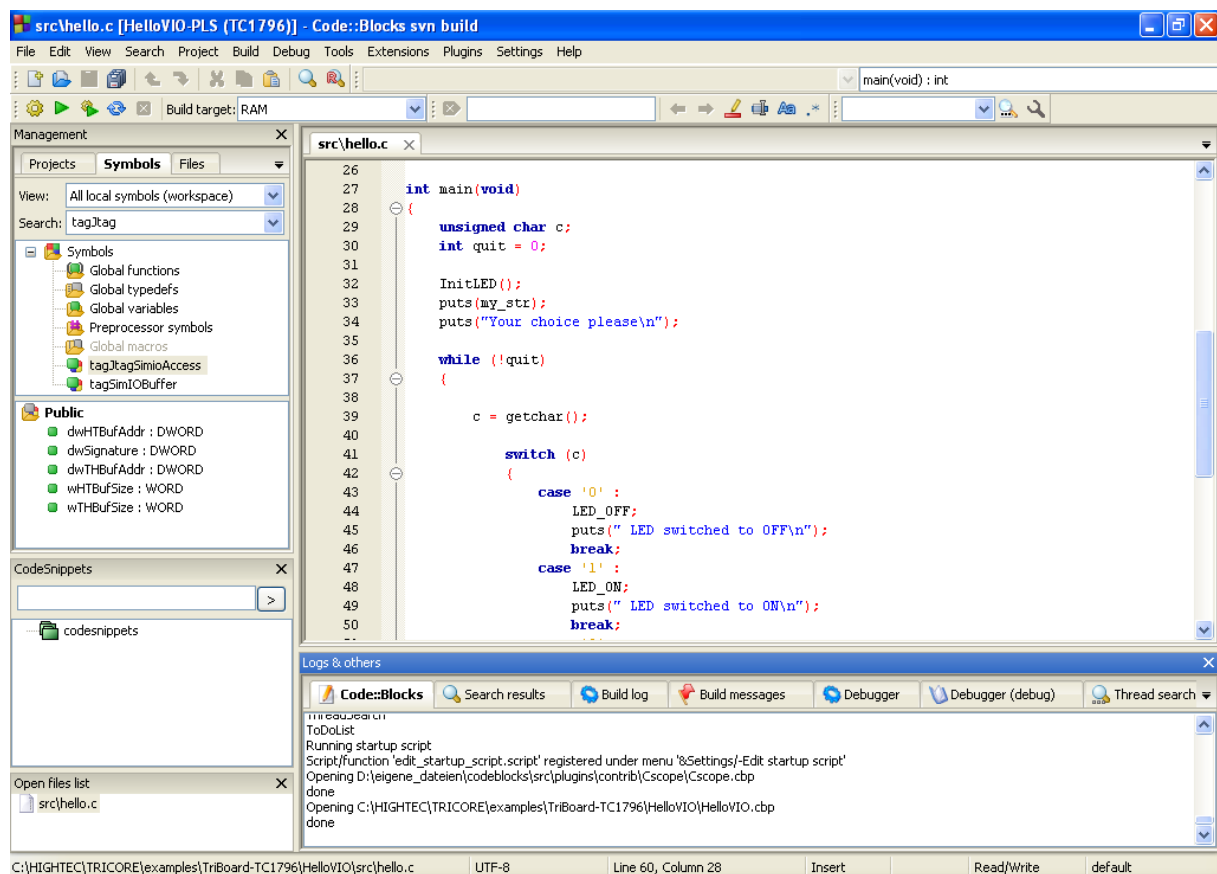 src\hello.c [HelloVIO-PLS (TC1796)] - Code::Blocks svn build
File Edit View Search Project Build Debug Tools Extensions Plugins Settings Help
main(void) : int
Build target: RAM
Management
Projects Symbols Files
View: All local symbols (workspace)
Search: tagJtag
Symbols
Global functions
Global typedefs
Global variables
Preprocessor symbols
Global macros
tagJtagSimioAccess
tagSimIOBuffer
Public
dwHTBufAddr : DWORD
dwSignature : DWORD
dwTHBufAddr : DWORD
wHTBufSize : WORD
wTHBufSize : WORD
CodeSnippets
>
codesnippets
Open files list
src\hello.c
src\hello.c
26
27 int main(void)
28 {
29 unsigned char c;
30 int quit = 0;
31
32 InitLED();
33 puts(my_str);
34 puts("Your choice please\n");
35
36 while (!quit)
37 {
38
39 c = getchar();
40
41 switch (c)
42 {
43 case '0' :
44 LED_OFF;
45 puts(" LED switched to OFF\n");
46 break;
47 case '1' :
48 LED_ON;
49 puts(" LED switched to ON\n");
50 break;
Logs & others
Code::Blocks Search results Build log Build messages Debugger Debugger (debug) Thread search
ThreadSearch
ToDoList
Running startup script
Script/function 'edit_startup_script.script' registered under menu '&Settings/-Edit startup script'
Opening D:\eigene_dateien\codeblocks\src\plugins\contrib\Cscope\Cscope.cbp
done
Opening C:\HIGHTEC\TRICORE\examples\TriBoard-TC1796\HelloVIO\HelloVIO.cbp
done
C:\HIGHTEC\TRICORE\examples\TriBoard-TC1796\HelloVIO\src\hello.c UTF-8 Line 60, Column 28 Insert Read/Write default